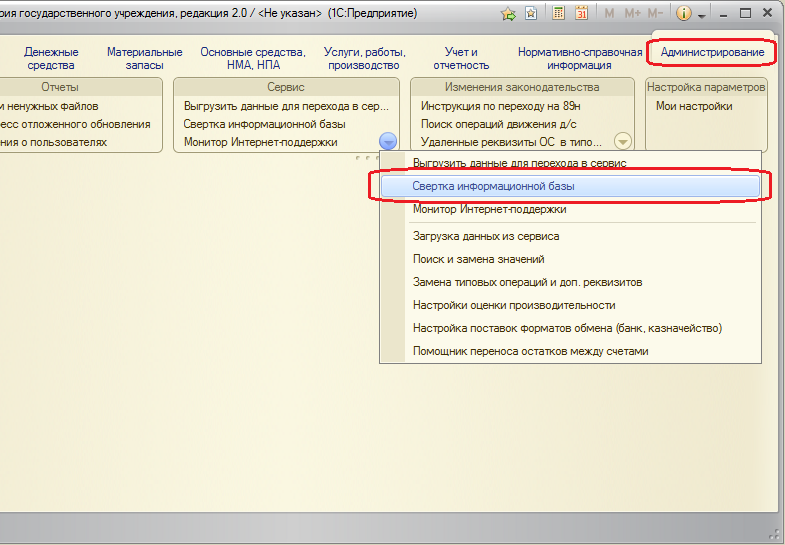 рия государственного учреждения, редакция 2.0 / <Не указан> (1С:Предприятие)
31
M M+ M-
Денежные средства
Материальные запасы
Основные средства, НМА, НПА
Услуги, работы, производство
Учет и отчетность
Нормативно-справочная информация
Администрирование
Отчеты
м ненужных файлов
есс отложенного обновления
ния о пользователях
Сервис
Выгрузить данные для перехода в сер...
Свертка информационной базы
Монитор Интернет-поддержки
Изменения законодательства
Инструкция по переходу на 89н
Поиск операций движения д/с
Удаленные реквизиты ОС в типо...
Настройка параметров
Мои настройки
Выгрузить данные для перехода в сервис
Свертка информационной базы
Монитор Интернет-поддержки
Загрузка данных из сервиса
Поиск и замена значений
Замена типовых операций и доп. реквизитов
Настройки оценки производительности
Настройка поставок форматов обмена (банк, казначейство)
Помощник переноса остатков между счетами